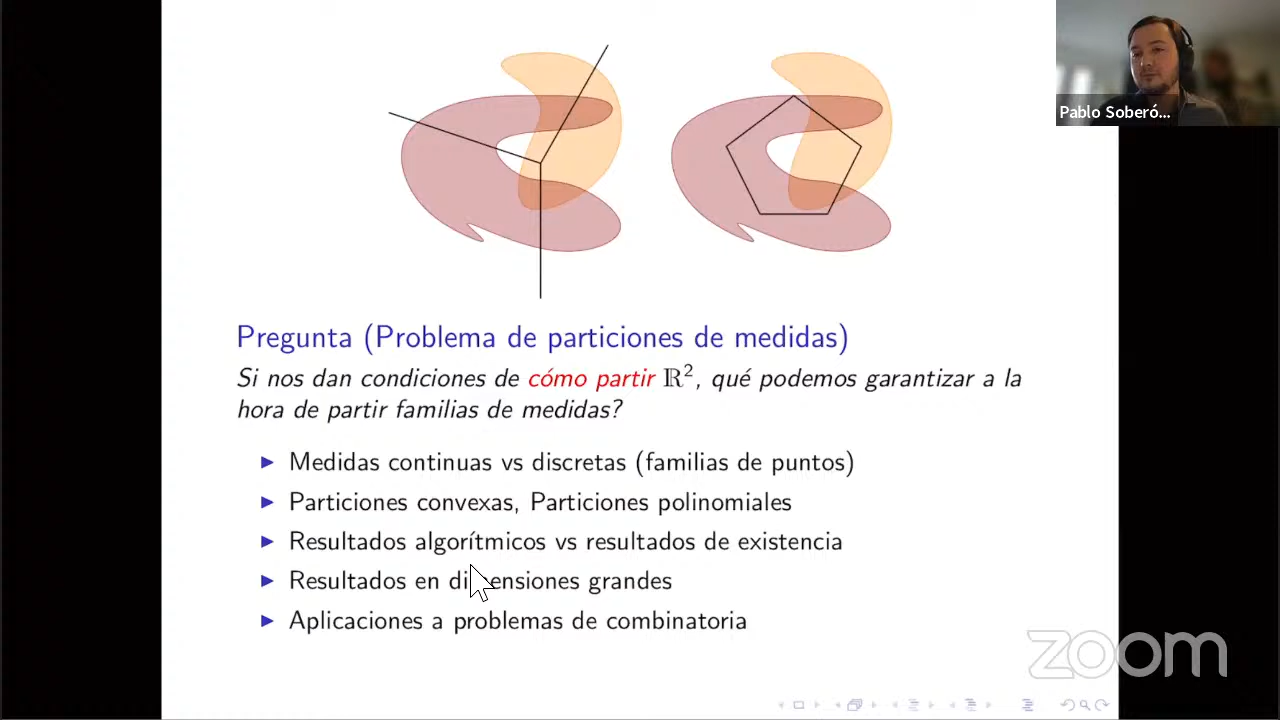 Pablo Soberó...
Pregunta (Problema de particiones de medidas)
Si nos dan condiciones de cómo partir ℝ², qué podemos garantizar a la
hora de partir familias de medidas?
▶ Medidas continuas vs discretas (familias de puntos)
▶ Particiones convexas, Particiones polinomiales
▶ Resultados algorítmicos vs resultados de existencia
▶ Resultados en dimensiones grandes
▶ Aplicaciones a problemas de combinatoria
zoom